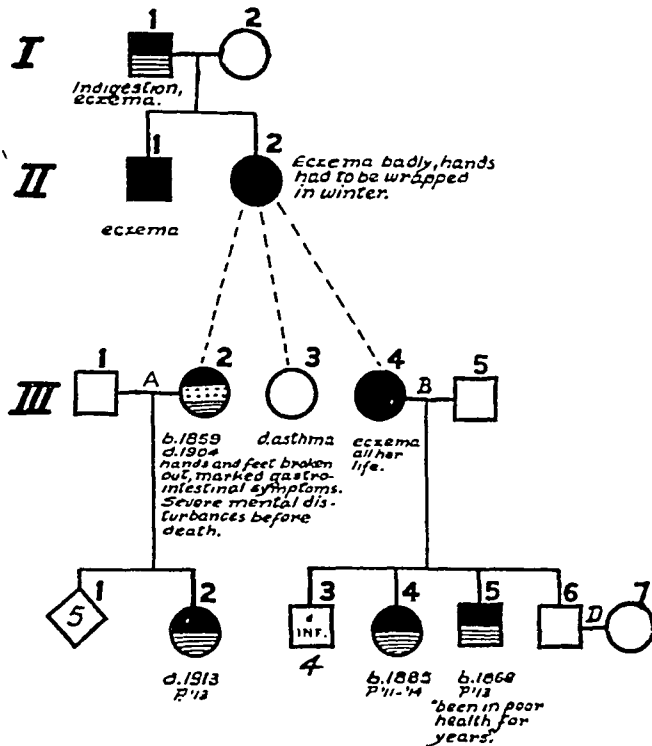 1
2
I
Indigestion,
eczema.
1
2
II
Eczema badly, hands
had to be wrapped
in winter.
eczema
1
A
2
3
4
B
5
III
b.1859
d.1904
hands and feet broken
out, marked gastro-
intestinal symptoms.
Severe mental dis-
turbances before
death.
d.asthma
eczema
all her
life.
5
1
2
3
4
5
6
7
d
INF.
D
4
d.1913
P.'13
b.1885
P'11-'14
b.1868
P'13
"been in poor
health for
years."